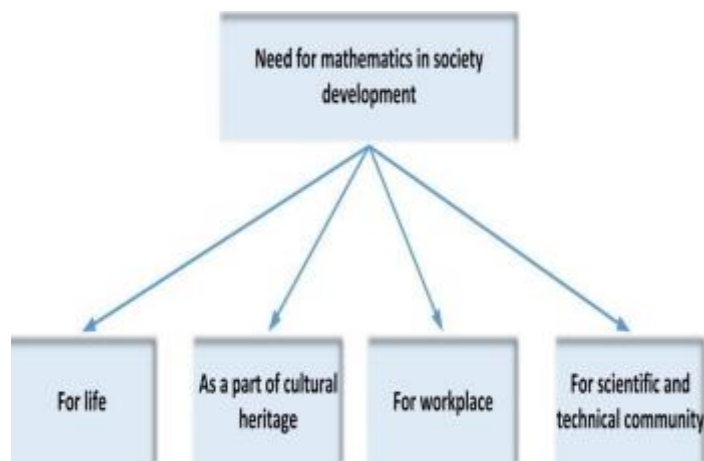 Need for mathematics in society
development
For life
As a part of cultural
heritage
For workplace
For scientific and
technical community